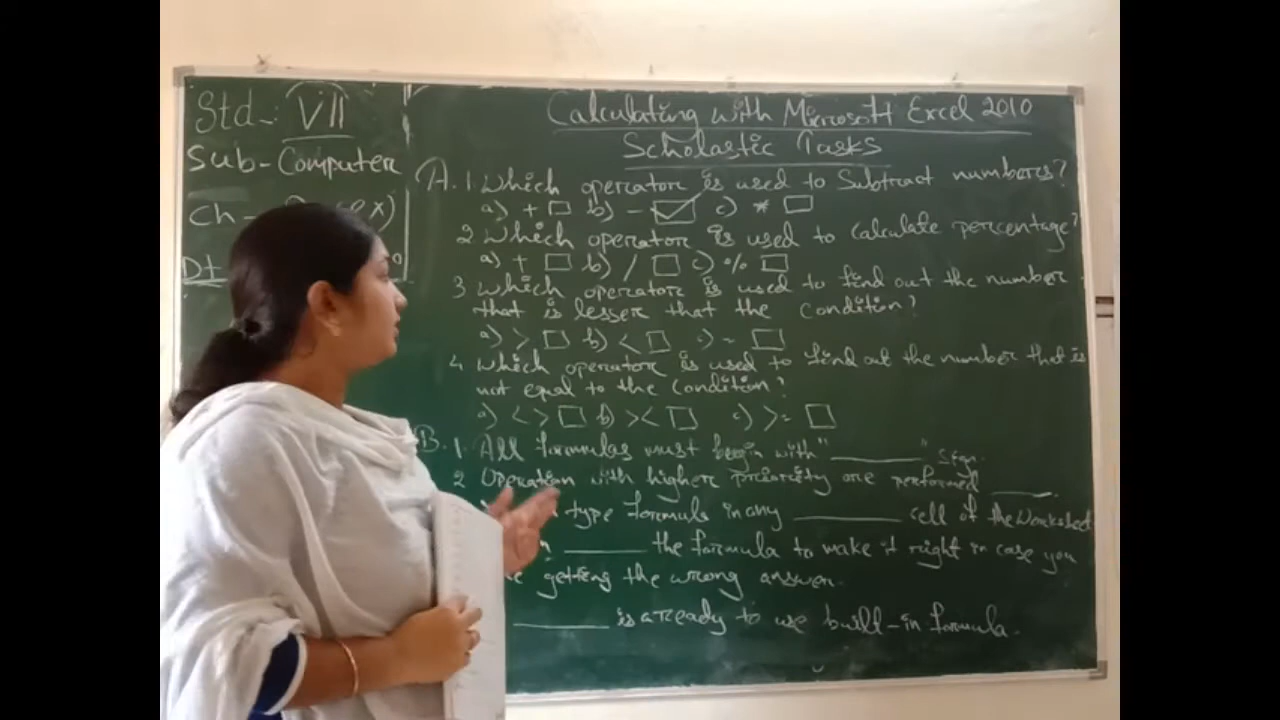 Std-: VII
Sub-Computer
Ch -
Dt
Calculating with Microsoft Excel 2010
Scholastic Tasks
A. 1. Which operator is used to Subtract numbers?
a) + ☐ b) - ☑ c) * ☐
2 Which operator is used to calculate percentage?
a) + ☐ b) / ☐ c) % ☐
3 Which operator is used to find out the number
that is lesser that the condition?
a) > ☐ b) < ☐ c) = ☐
4 Which operator is used to find out the number that is
not equal to the condition?
a) < > ☐ b) >< ☐ c) >= ☐
B. 1. All formulas must begin with "________" sign.
2 Operation with higher priority are performed ____.
type formula in any ________ cell of the Worksheet
______ the formula to make it right in case you
getting the wrong answer.
________ is already to use built-in formula.